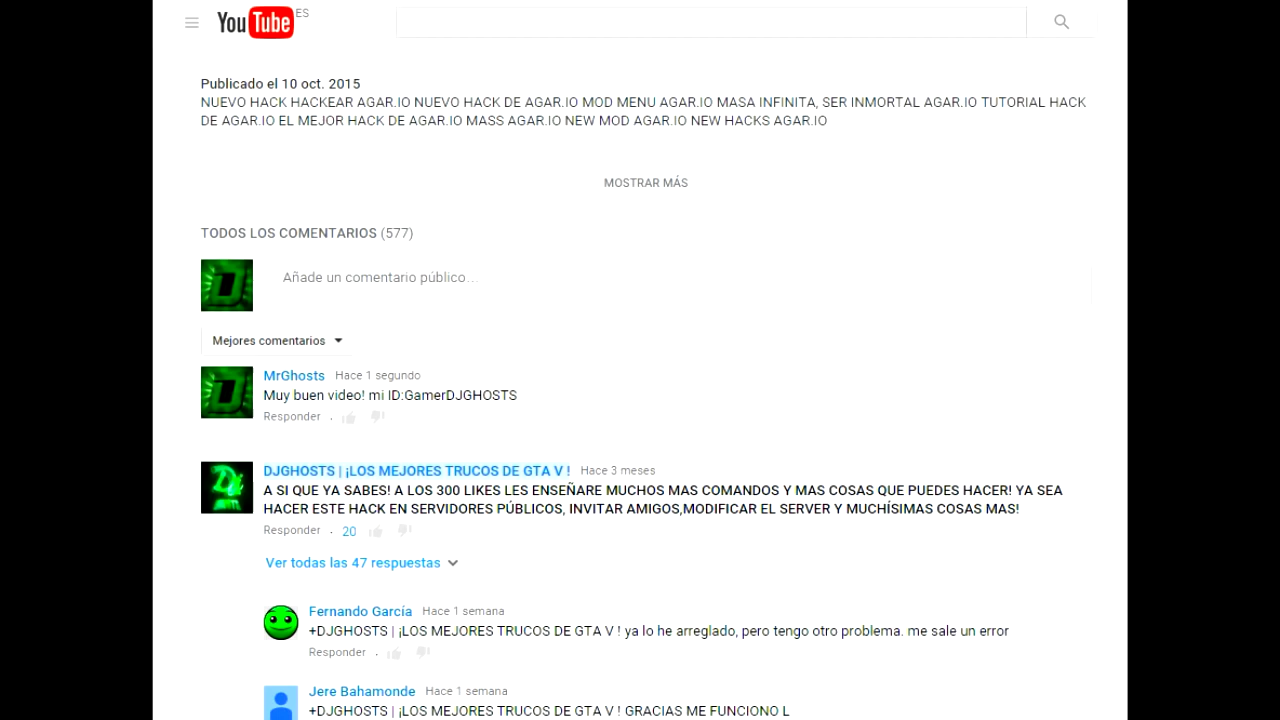 YouTube ES
Publicado el 10 oct. 2015
NUEVO HACK HACKEAR AGAR.IO NUEVO HACK DE AGAR.IO MOD MENU AGAR.IO MASA INFINITA, SER INMORTAL AGAR.IO TUTORIAL HACK
DE AGAR.IO EL MEJOR HACK DE AGAR.IO MASS AGAR.IO NEW MOD AGAR.IO NEW HACKS AGAR.IO
MOSTRAR MÁS
TODOS LOS COMENTARIOS (577)
Añade un comentario público...
Mejores comentarios
MrGhosts Hace 1 segundo
Muy buen video! mi ID:GamerDJGHOSTS
Responder .
DJGHOSTS | ¡LOS MEJORES TRUCOS DE GTA V ! Hace 3 meses
A SI QUE YA SABES! A LOS 300 LIKES LES ENSEÑARE MUCHOS MAS COMANDOS Y MAS COSAS QUE PUEDES HACER! YA SEA
HACER ESTE HACK EN SERVIDORES PÚBLICOS, INVITAR AMIGOS,MODIFICAR EL SERVER Y MUCHÍSIMAS COSAS MAS!
Responder . 20
Ver todas las 47 respuestas
Fernando García Hace 1 semana
+DJGHOSTS | ¡LOS MEJORES TRUCOS DE GTA V ! ya lo he arreglado, pero tengo otro problema. me sale un error
Responder .
Jere Bahamonde Hace 1 semana
+DJGHOSTS | ¡LOS MEJORES TRUCOS DE GTA V ! GRACIAS ME FUNCIONO L